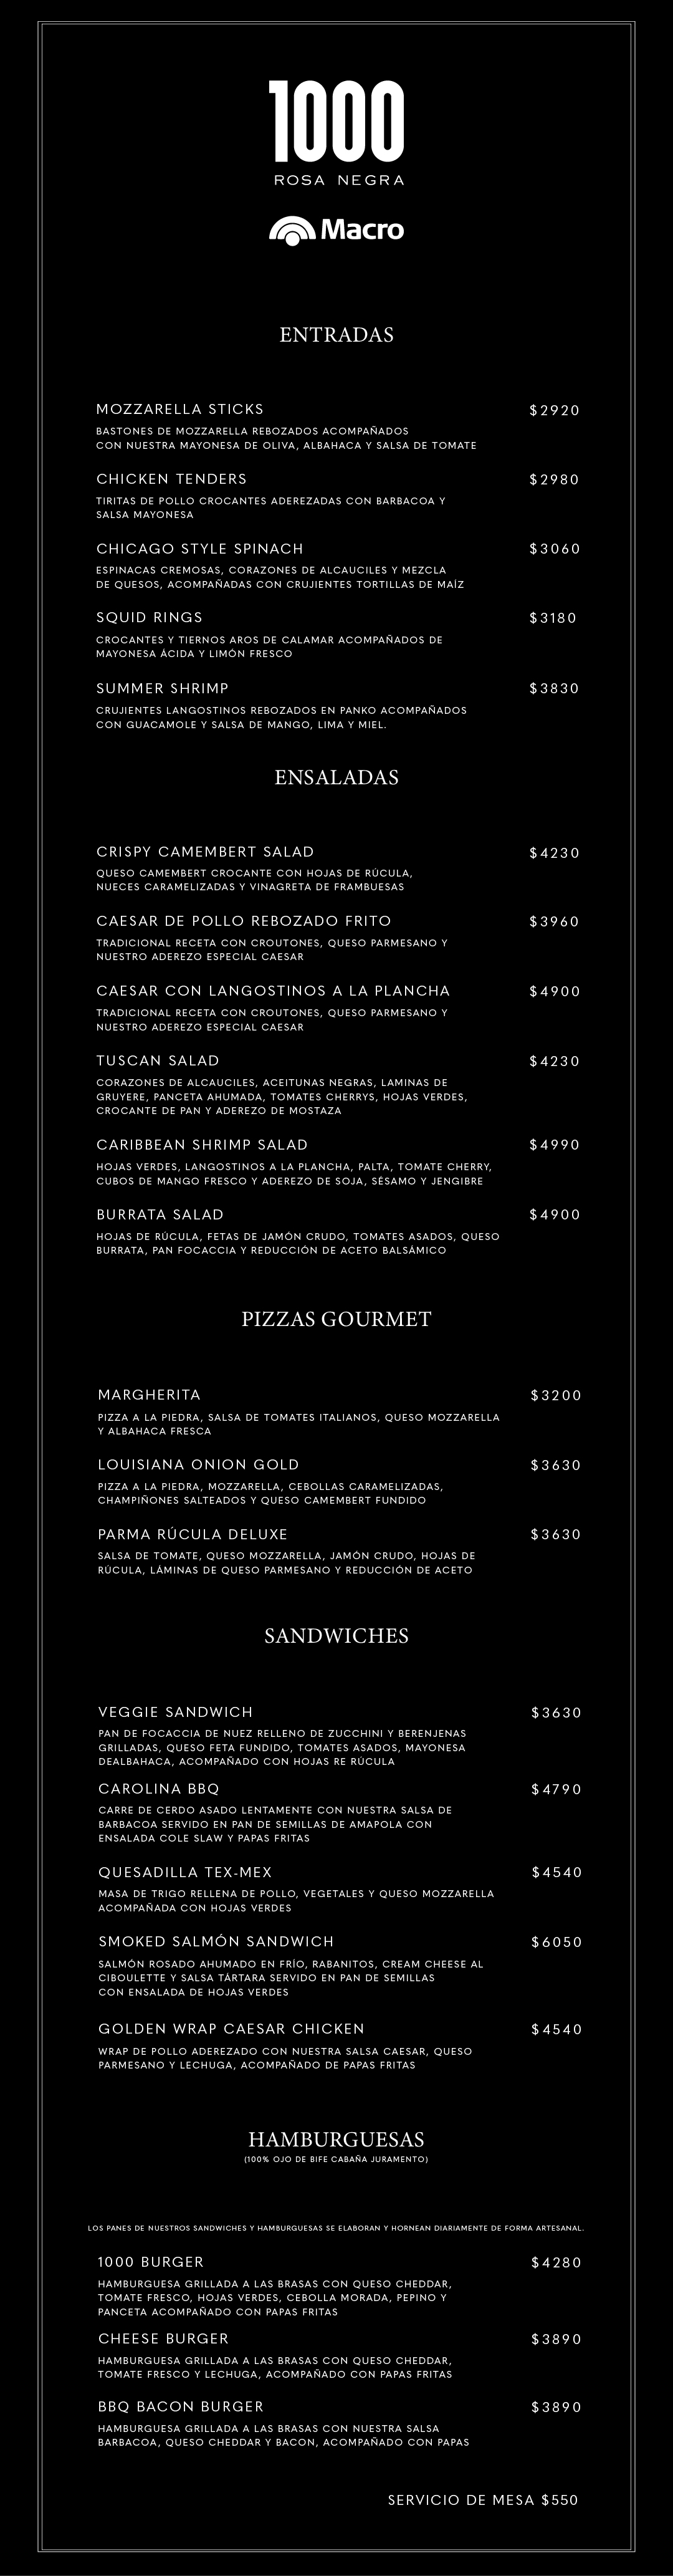 1000
ROSA NEGRA
Macro
ENTRADAS
MOZZARELLA STICKS $2920
BASTONES DE MOZZARELLA REBOZADOS ACOMPAÑADOS
CON NUESTRA MAYONESA DE OLIVA, ALBAHACA Y SALSA DE TOMATE
CHICKEN TENDERS $2980
TIRITAS DE POLLO CROCANTES ADEREZADAS CON BARBACOA Y
SALSA MAYONESA
CHICAGO STYLE SPINACH $3060
ESPINACAS CREMOSAS, CORAZONES DE ALCAUCILES Y MEZCLA
DE QUESOS, ACOMPAÑADAS CON CRUJIENTES TORTILLAS DE MAÍZ
SQUID RINGS $3180
CROCANTES Y TIERNOS AROS DE CALAMAR ACOMPAÑADOS DE
MAYONESA ÁCIDA Y LIMÓN FRESCO
SUMMER SHRIMP $3830
CRUJIENTES LANGOSTINOS REBOZADOS EN PANKO ACOMPAÑADOS
CON GUACAMOLE Y SALSA DE MANGO, LIMA Y MIEL.
ENSALADAS
CRISPY CAMEMBERT SALAD $4230
QUESO CAMEMBERT CROCANTE CON HOJAS DE RÚCULA,
NUECES CARAMELIZADAS Y VINAGRETA DE FRAMBUESAS
CAESAR DE POLLO REBOZADO FRITO $3960
TRADICIONAL RECETA CON CROUTONES, QUESO PARMESANO Y
NUESTRO ADEREZO ESPECIAL CAESAR
CAESAR CON LANGOSTINOS A LA PLANCHA $4900
TRADICIONAL RECETA CON CROUTONES, QUESO PARMESANO Y
NUESTRO ADEREZO ESPECIAL CAESAR
TUSCAN SALAD $4230
CORAZONES DE ALCAUCILES, ACEITUNAS NEGRAS, LAMINAS DE
GRUYERE, PANCETA AHUMADA, TOMATES CHERRYS, HOJAS VERDES,
CROCANTE DE PAN Y ADEREZO DE MOSTAZA
CARIBBEAN SHRIMP SALAD $4990
HOJAS VERDES, LANGOSTINOS A LA PLANCHA, PALTA, TOMATE CHERRY,
CUBOS DE MANGO FRESCO Y ADEREZO DE SOJA, SÉSAMO Y JENGIBRE
BURRATA SALAD $4900
HOJAS DE RÚCULA, FETAS DE JAMÓN CRUDO, TOMATES ASADOS, QUESO
BURRATA, PAN FOCACCIA Y REDUCCIÓN DE ACETO BALSÁMICO
PIZZAS GOURMET
MARGHERITA $3200
PIZZA A LA PIEDRA, SALSA DE TOMATES ITALIANOS, QUESO MOZZARELLA
Y ALBAHACA FRESCA
LOUISIANA ONION GOLD $3630
PIZZA A LA PIEDRA, MOZZARELLA, CEBOLLAS CARAMELIZADAS,
CHAMPIÑONES SALTEADOS Y QUESO CAMEMBERT FUNDIDO
PARMA RÚCULA DELUXE $3630
SALSA DE TOMATE, QUESO MOZZARELLA, JAMÓN CRUDO, HOJAS DE
RÚCULA, LÁMINAS DE QUESO PARMESANO Y REDUCCIÓN DE ACETO
SANDWICHES
VEGGIE SANDWICH $3630
PAN DE FOCACCIA DE NUEZ RELLENO DE ZUCCHINI Y BERENJENAS
GRILLADAS, QUESO FETA FUNDIDO, TOMATES ASADOS, MAYONESA
DEALBAHACA, ACOMPAÑADO CON HOJAS RE RÚCULA
CAROLINA BBQ $4790
CARRE DE CERDO ASADO LENTAMENTE CON NUESTRA SALSA DE
BARBACOA SERVIDO EN PAN DE SEMILLAS DE AMAPOLA CON
ENSALADA COLE SLAW Y PAPAS FRITAS
QUESADILLA TEX-MEX $4540
MASA DE TRIGO RELLENA DE POLLO, VEGETALES Y QUESO MOZZARELLA
ACOMPAÑADA CON HOJAS VERDES
SMOKED SALMÓN SANDWICH $6050
SALMÓN ROSADO AHUMADO EN FRÍO, RABANITOS, CREAM CHEESE AL
CIBOULETTE Y SALSA TÁRTARA SERVIDO EN PAN DE SEMILLAS
CON ENSALADA DE HOJAS VERDES
GOLDEN WRAP CAESAR CHICKEN $4540
WRAP DE POLLO ADEREZADO CON NUESTRA SALSA CAESAR, QUESO
PARMESANO Y LECHUGA, ACOMPAÑADO DE PAPAS FRITAS
HAMBURGUESAS
(100% OJO DE BIFE CABAÑA JURAMENTO)
LOS PANES DE NUESTROS SANDWICHES Y HAMBURGUESAS SE ELABORAN Y HORNEAN DIARIAMENTE DE FORMA ARTESANAL.
1000 BURGER $4280
HAMBURGUESA GRILLADA A LAS BRASAS CON QUESO CHEDDAR,
TOMATE FRESCO, HOJAS VERDES, CEBOLLA MORADA, PEPINO Y
PANCETA ACOMPAÑADO CON PAPAS FRITAS
CHEESE BURGER $3890
HAMBURGUESA GRILLADA A LAS BRASAS CON QUESO CHEDDAR,
TOMATE FRESCO Y LECHUGA, ACOMPAÑADO CON PAPAS FRITAS
BBQ BACON BURGER $3890
HAMBURGUESA GRILLADA A LAS BRASAS CON NUESTRA SALSA
BARBACOA, QUESO CHEDDAR Y BACON, ACOMPAÑADO CON PAPAS
SERVICIO DE MESA $550